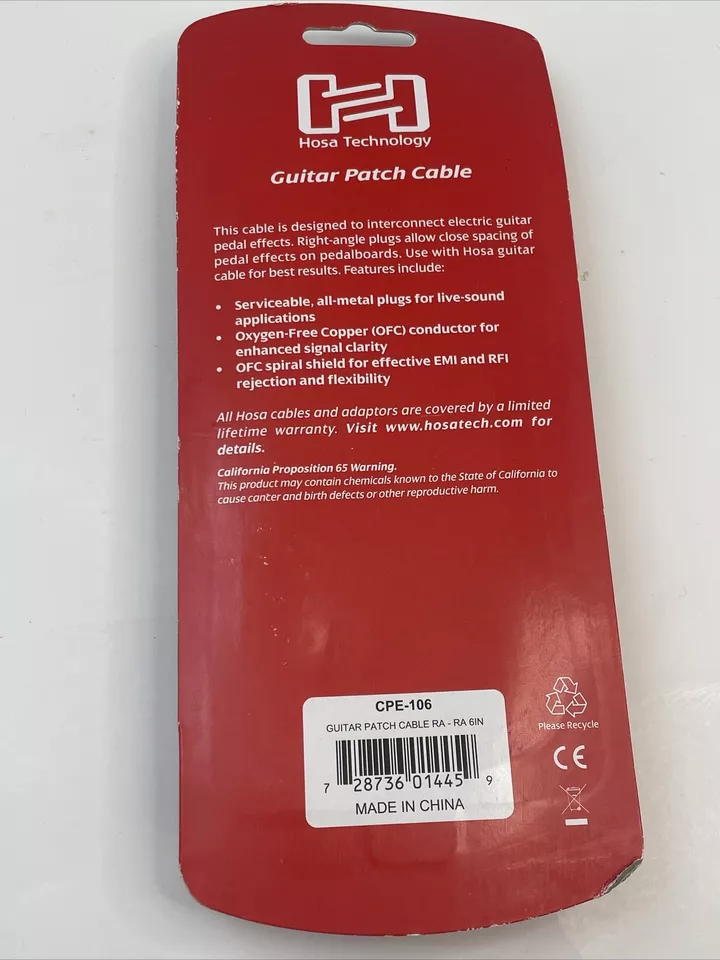 Hosa Technology
Guitar Patch Cable
This cable is designed to interconnect electric guitar
pedal effects. Right-angle plugs allow close spacing of
pedal effects on pedalboards. Use with Hosa guitar
cable for best results. Features include:
• Serviceable, all-metal plugs for live-sound
applications
• Oxygen-Free Copper (OFC) conductor for
enhanced signal clarity
• OFC spiral shield for effective EMI and RFI
rejection and flexibility
All Hosa cables and adaptors are covered by a limited
lifetime warranty. Visit www.hosatech.com for
details.
California Proposition 65 Warning.
This product may contain chemicals known to the State of California to
cause cancer and birth defects or other reproductive harm.
CPE-106
GUITAR PATCH CABLE RA - RA 6IN
7 28736 01445 9
MADE IN CHINA
Please Recycle
CE